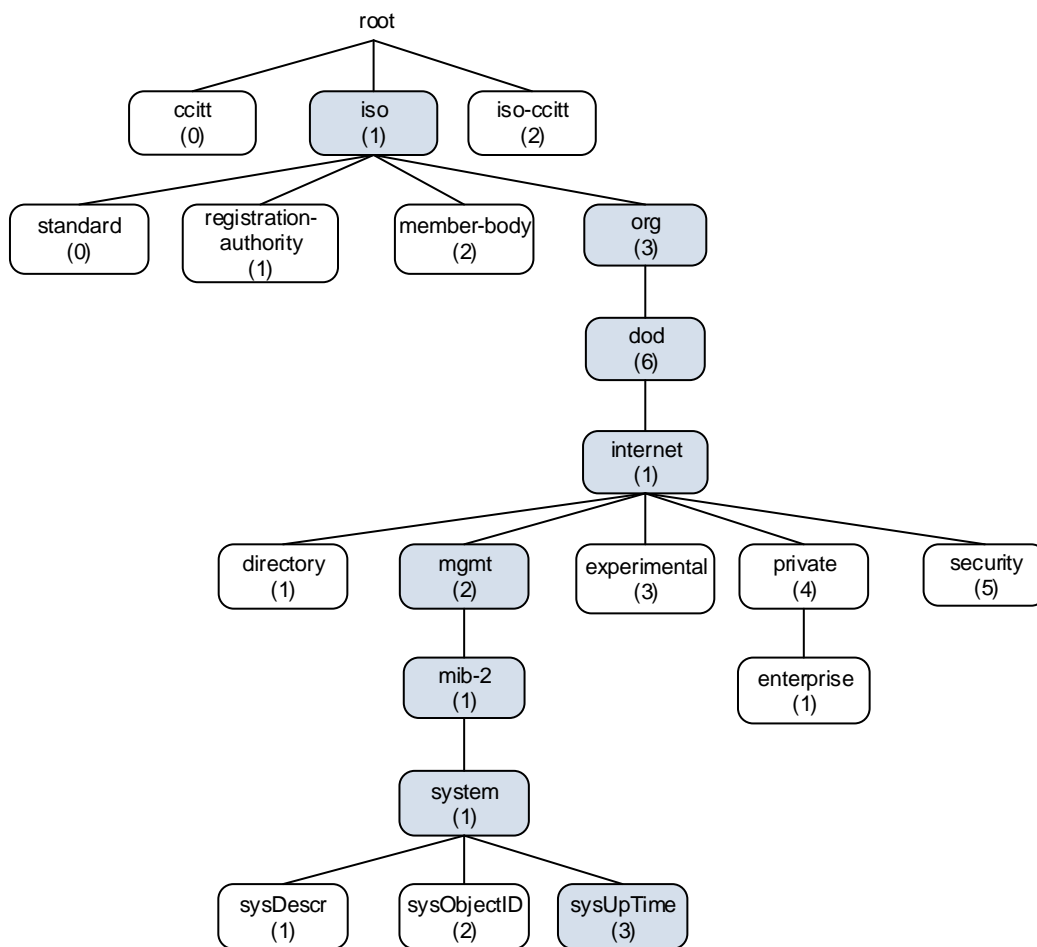 root
ccitt
(0)
iso
(1)
iso-ccitt
(2)
standard
(0)
registration-
authority
(1)
member-body
(2)
org
(3)
dod
(6)
internet
(1)
directory
(1)
mgmt
(2)
experimental
(3)
private
(4)
security
(5)
mib-2
(1)
enterprise
(1)
system
(1)
sysDescr
(1)
sysObjectID
(2)
sysUpTime
(3)